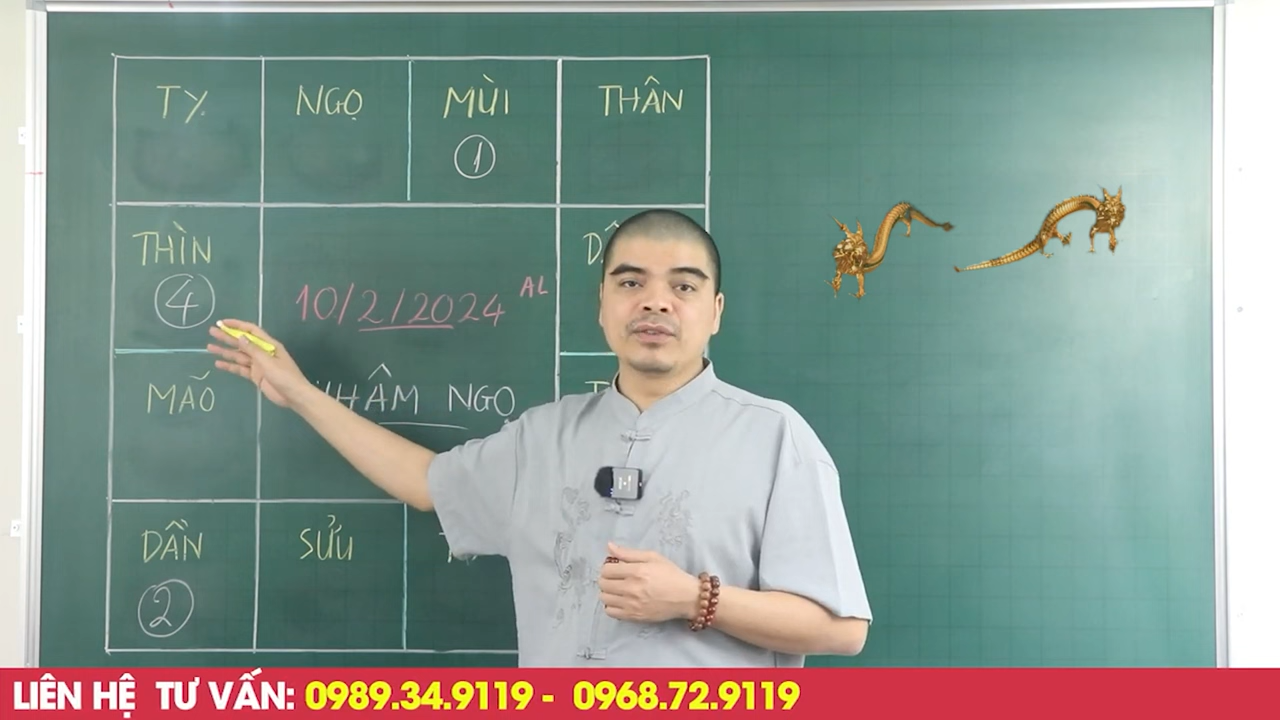 TỴ NGỌ MÙI THÂN
1
THÌN
4
10/2/2024 AL
MÃO NHÂM NGỌ
DẦN SỬU
2
LIÊN HỆ TƯ VẤN: 0989.34.9119 - 0968.72.9119